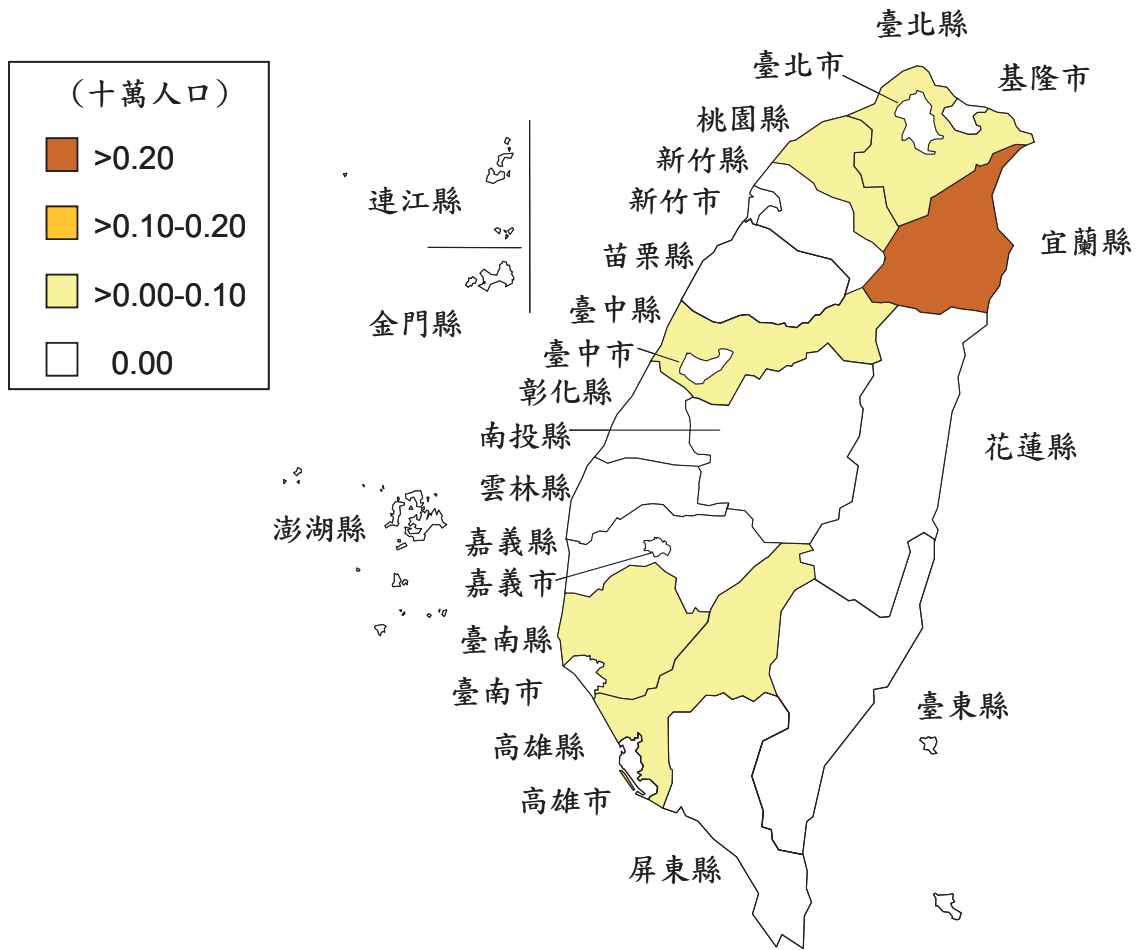 (十萬人口)
>0.20
>0.10-0.20
>0.00-0.10
0.00
臺北縣
臺北市
基隆市
桃園縣
新竹縣
新竹市
連江縣
宜蘭縣
苗栗縣
臺中縣
金門縣
臺中市
彰化縣
南投縣
花蓮縣
雲林縣
澎湖縣
嘉義縣
嘉義市
臺南縣
臺南市
臺東縣
高雄縣
高雄市
屏東縣